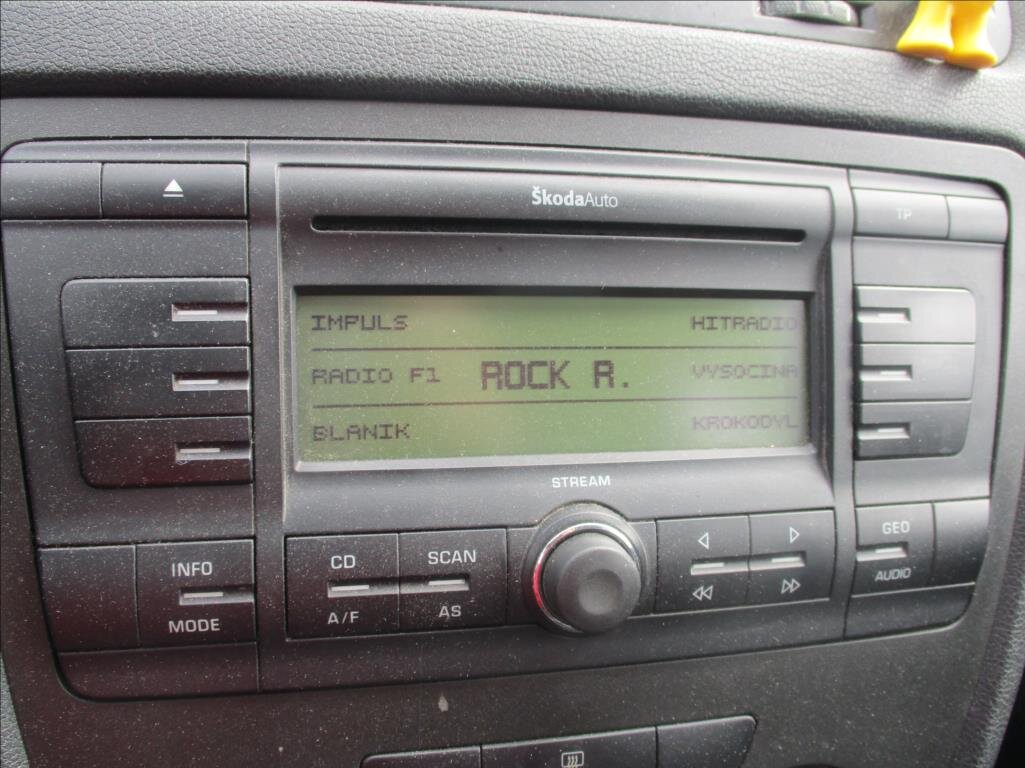 ŠkodaAuto
TP
IMPULS HITRADIO
RADIO F1 ROCK R. VYSOCINA
BLANIK KROKODYL
STREAM
INFO CD SCAN GEO
MODE A/F AS AUDIO